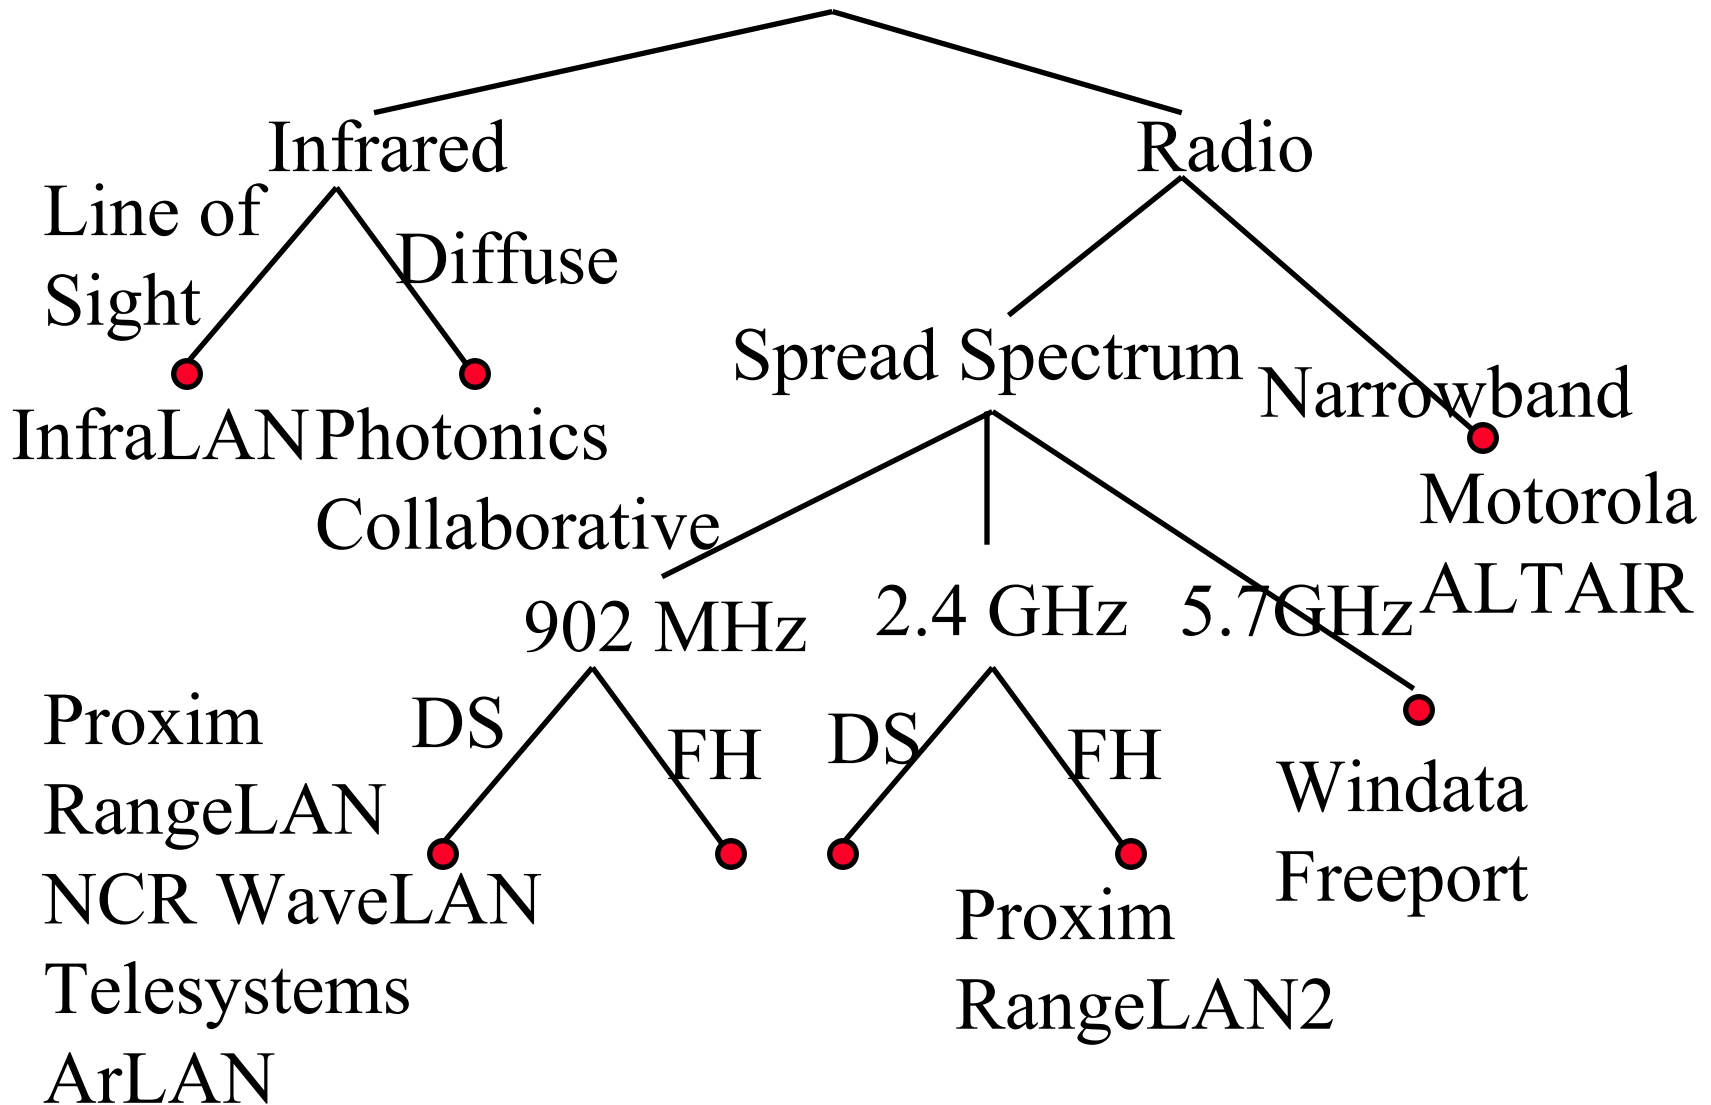 Infrared
Radio
Line of
Sight
Diffuse
Spread Spectrum
Narrowband
InfraLAN
Photonics
Collaborative
Motorola
ALTAIR
902 MHz
2.4 GHz
5.7GHz
DS
FH
DS
FH
Proxim
RangeLAN
NCR WaveLAN
Telesystems
ArLAN
Proxim
RangeLAN2
Windata
Freeport